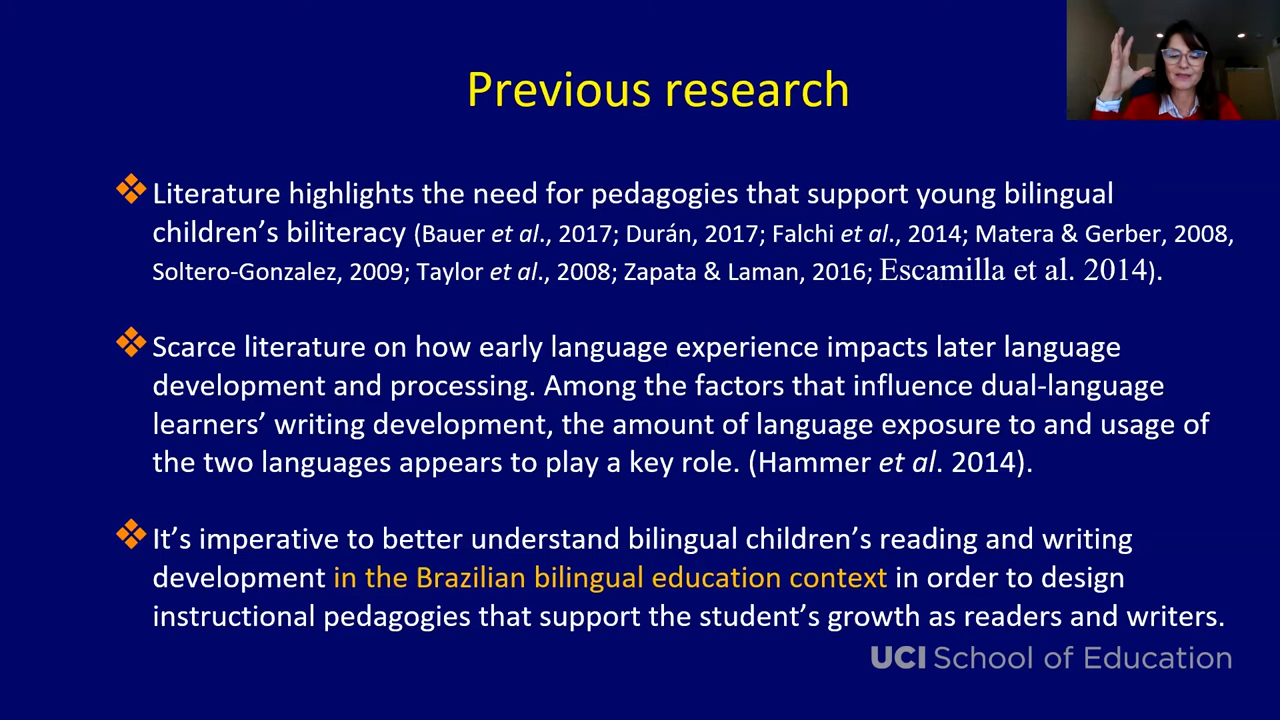 Previous research
Literature highlights the need for pedagogies that support young bilingual
children’s biliteracy (Bauer et al., 2017; Durán, 2017; Falchi et al., 2014; Matera & Gerber, 2008,
Soltero-Gonzalez, 2009; Taylor et al., 2008; Zapata & Laman, 2016; Escamilla et al. 2014).
Scarce literature on how early language experience impacts later language
development and processing. Among the factors that influence dual-language
learners’ writing development, the amount of language exposure to and usage of
the two languages appears to play a key role. (Hammer et al. 2014).
It’s imperative to better understand bilingual children’s reading and writing
development in the Brazilian bilingual education context in order to design
instructional pedagogies that support the student’s growth as readers and writers.
UCI School of Education